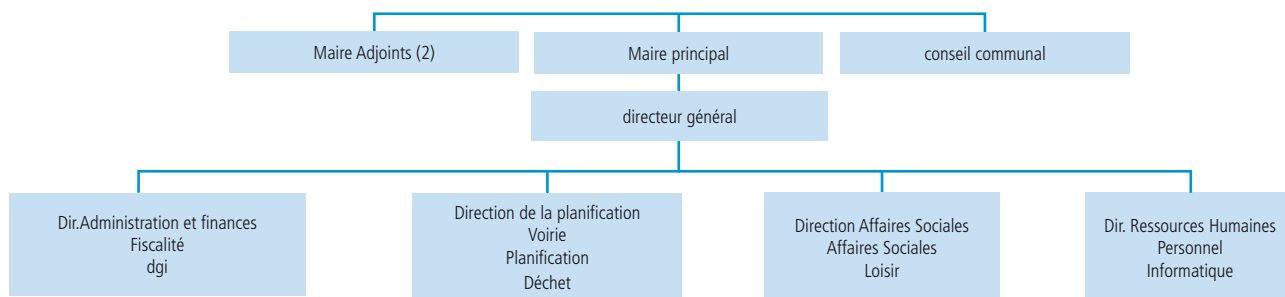 Maire Adjoints (2)
Maire principal
conseil communal
directeur général
Dir.Administration et finances
Fiscalité
dgi
Direction de la planification
Voirie
Planification
Déchet
Direction Affaires Sociales
Affaires Sociales
Loisir
Dir. Ressources Humaines
Personnel
Informatique